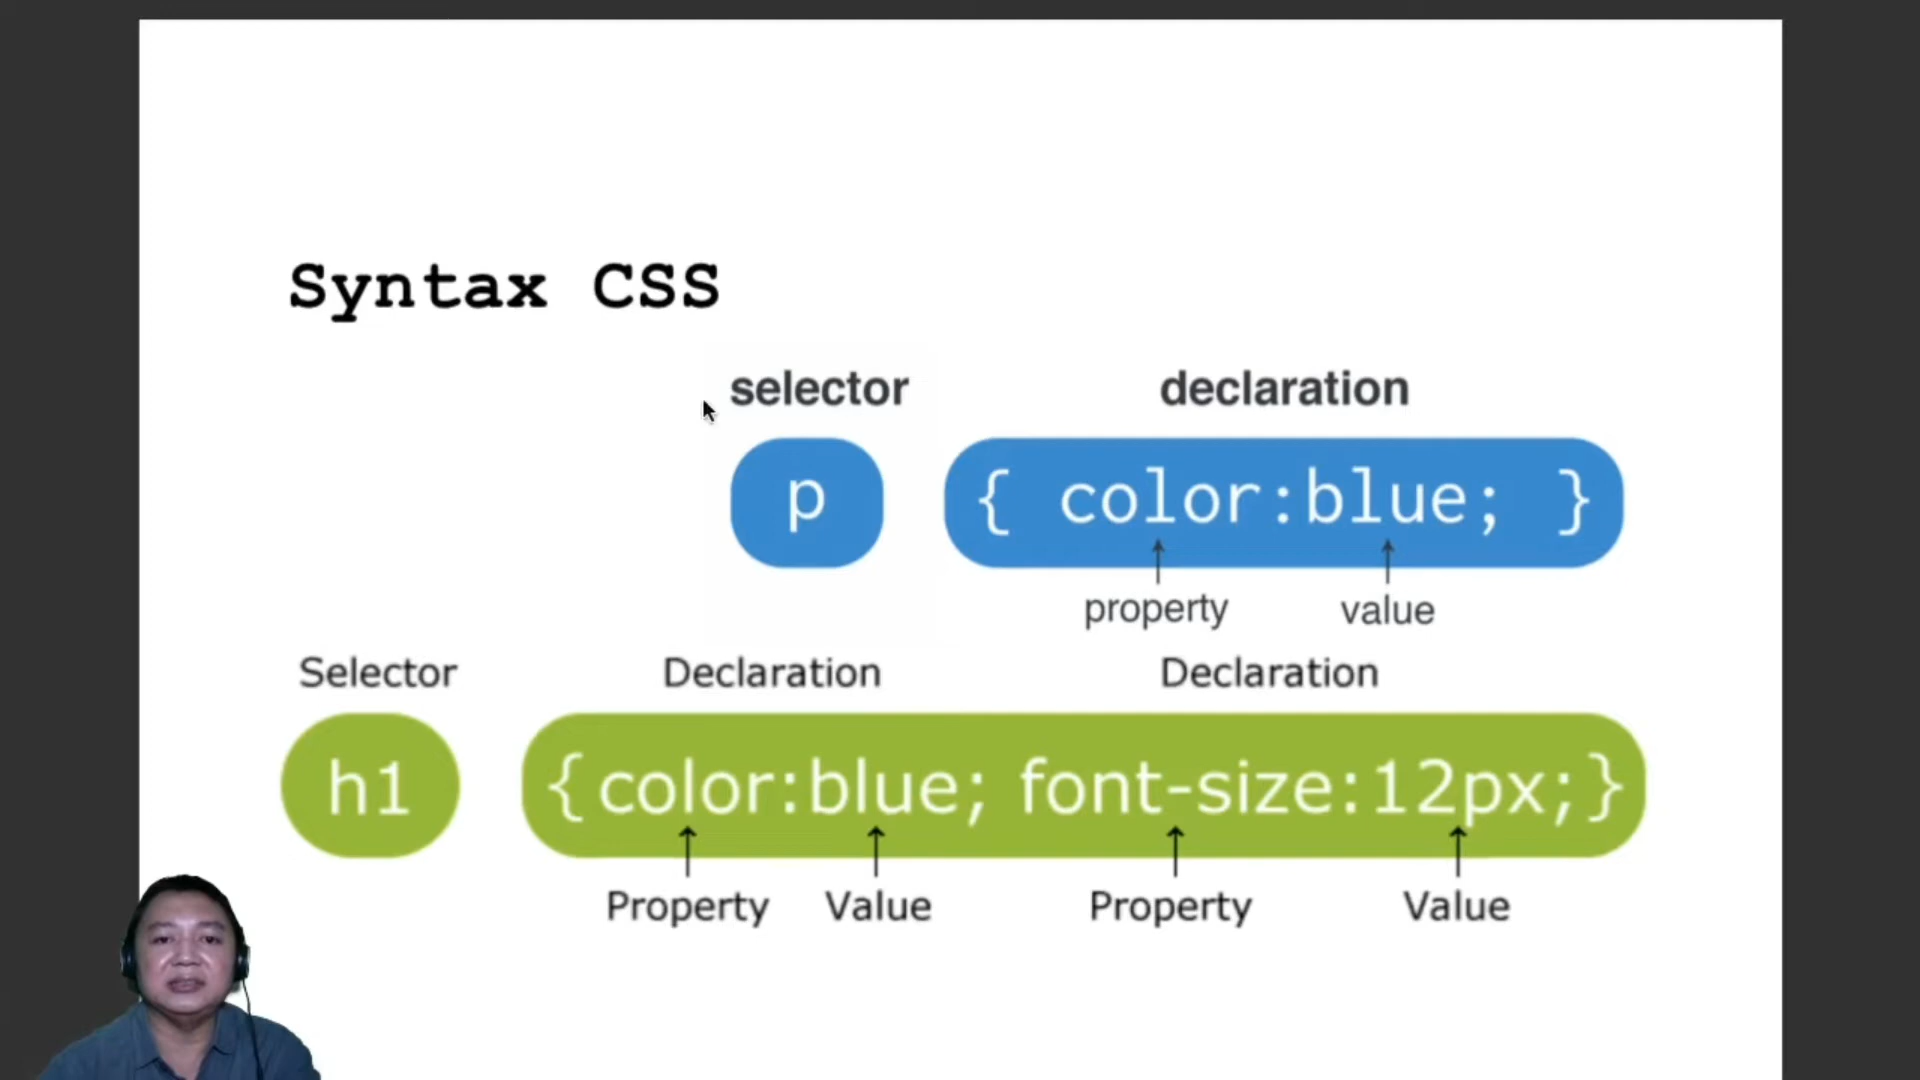 Syntax CSS
selector declaration
p { color:blue; }
property value
Selector Declaration Declaration
h1 {color:blue; font-size:12px;}
Property Value Property Value